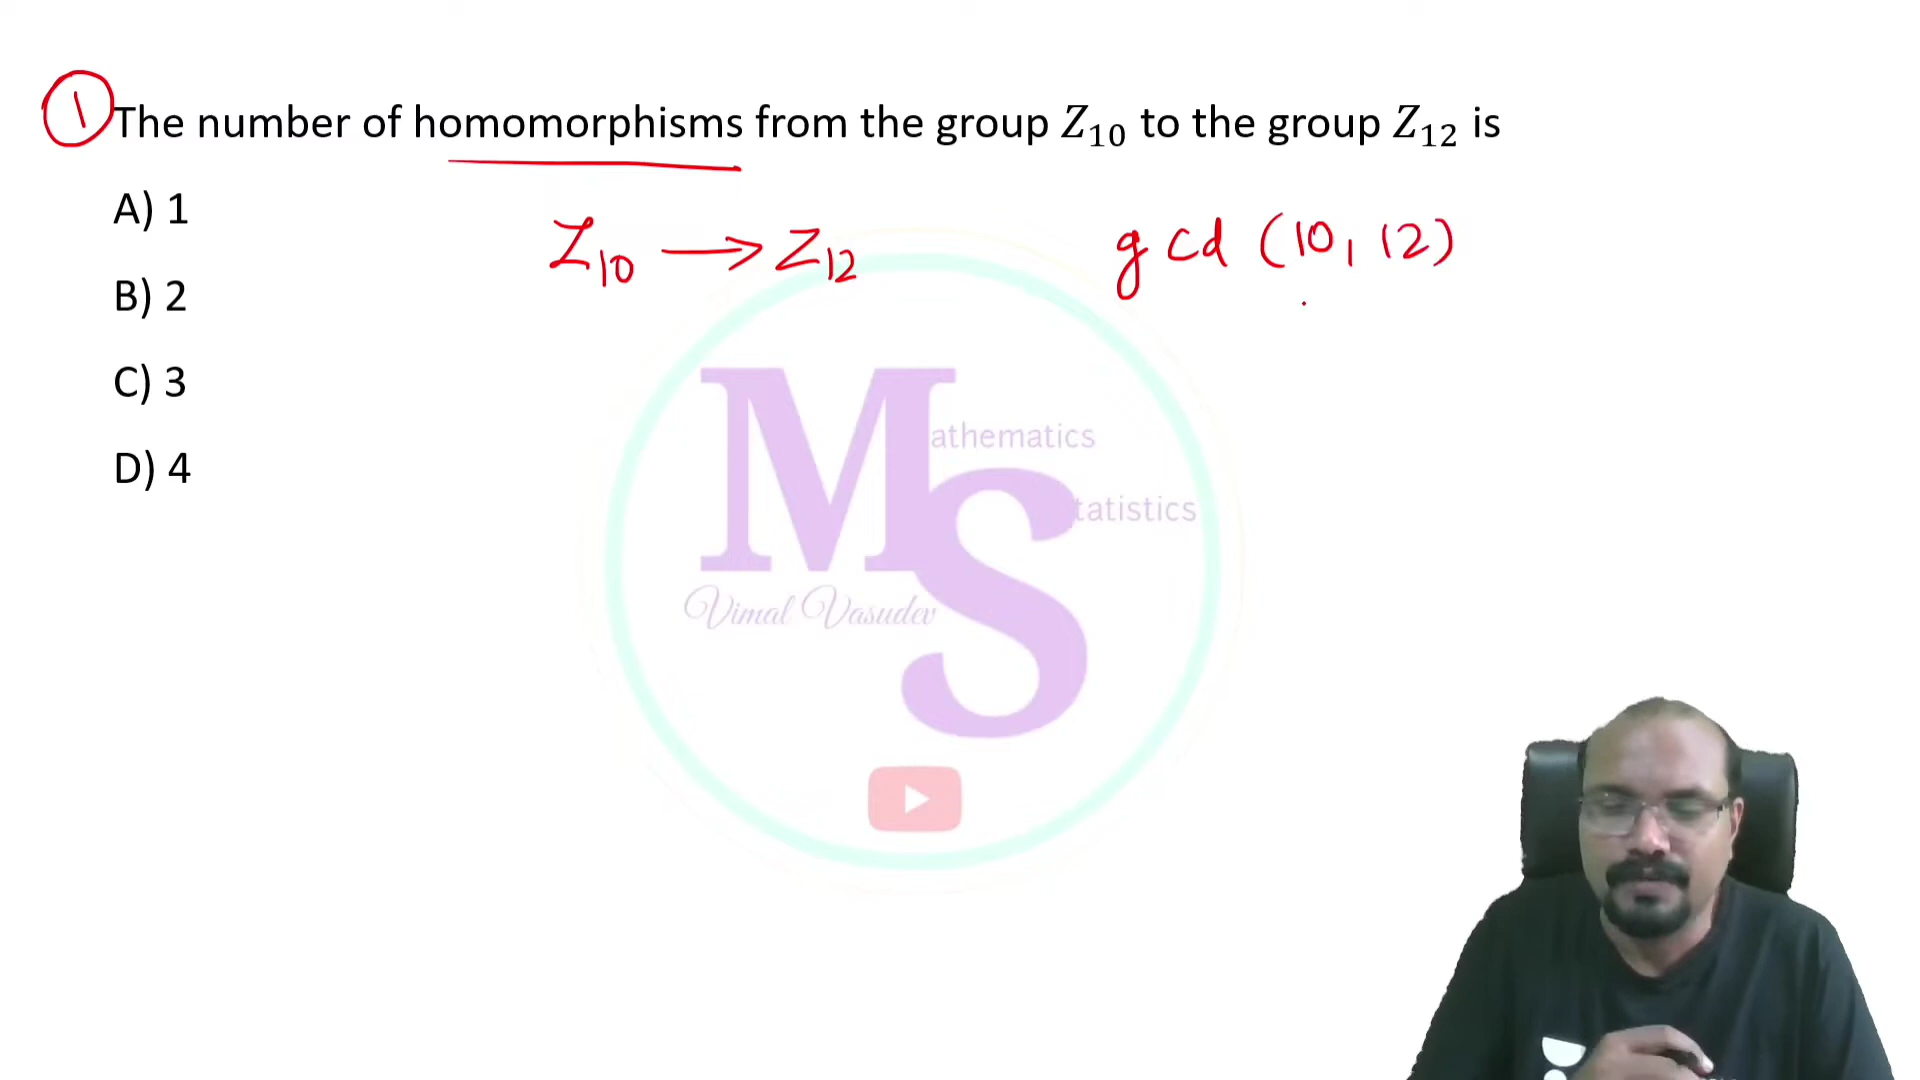 1
The number of homomorphisms from the group Z₁₀ to the group Z₁₂ is
A) 1
Z₁₀ → Z₁₂ gcd (10, 12)
B) 2
C) 3
D) 4
M
athematics
S
tatistics
Vimal Vasudev